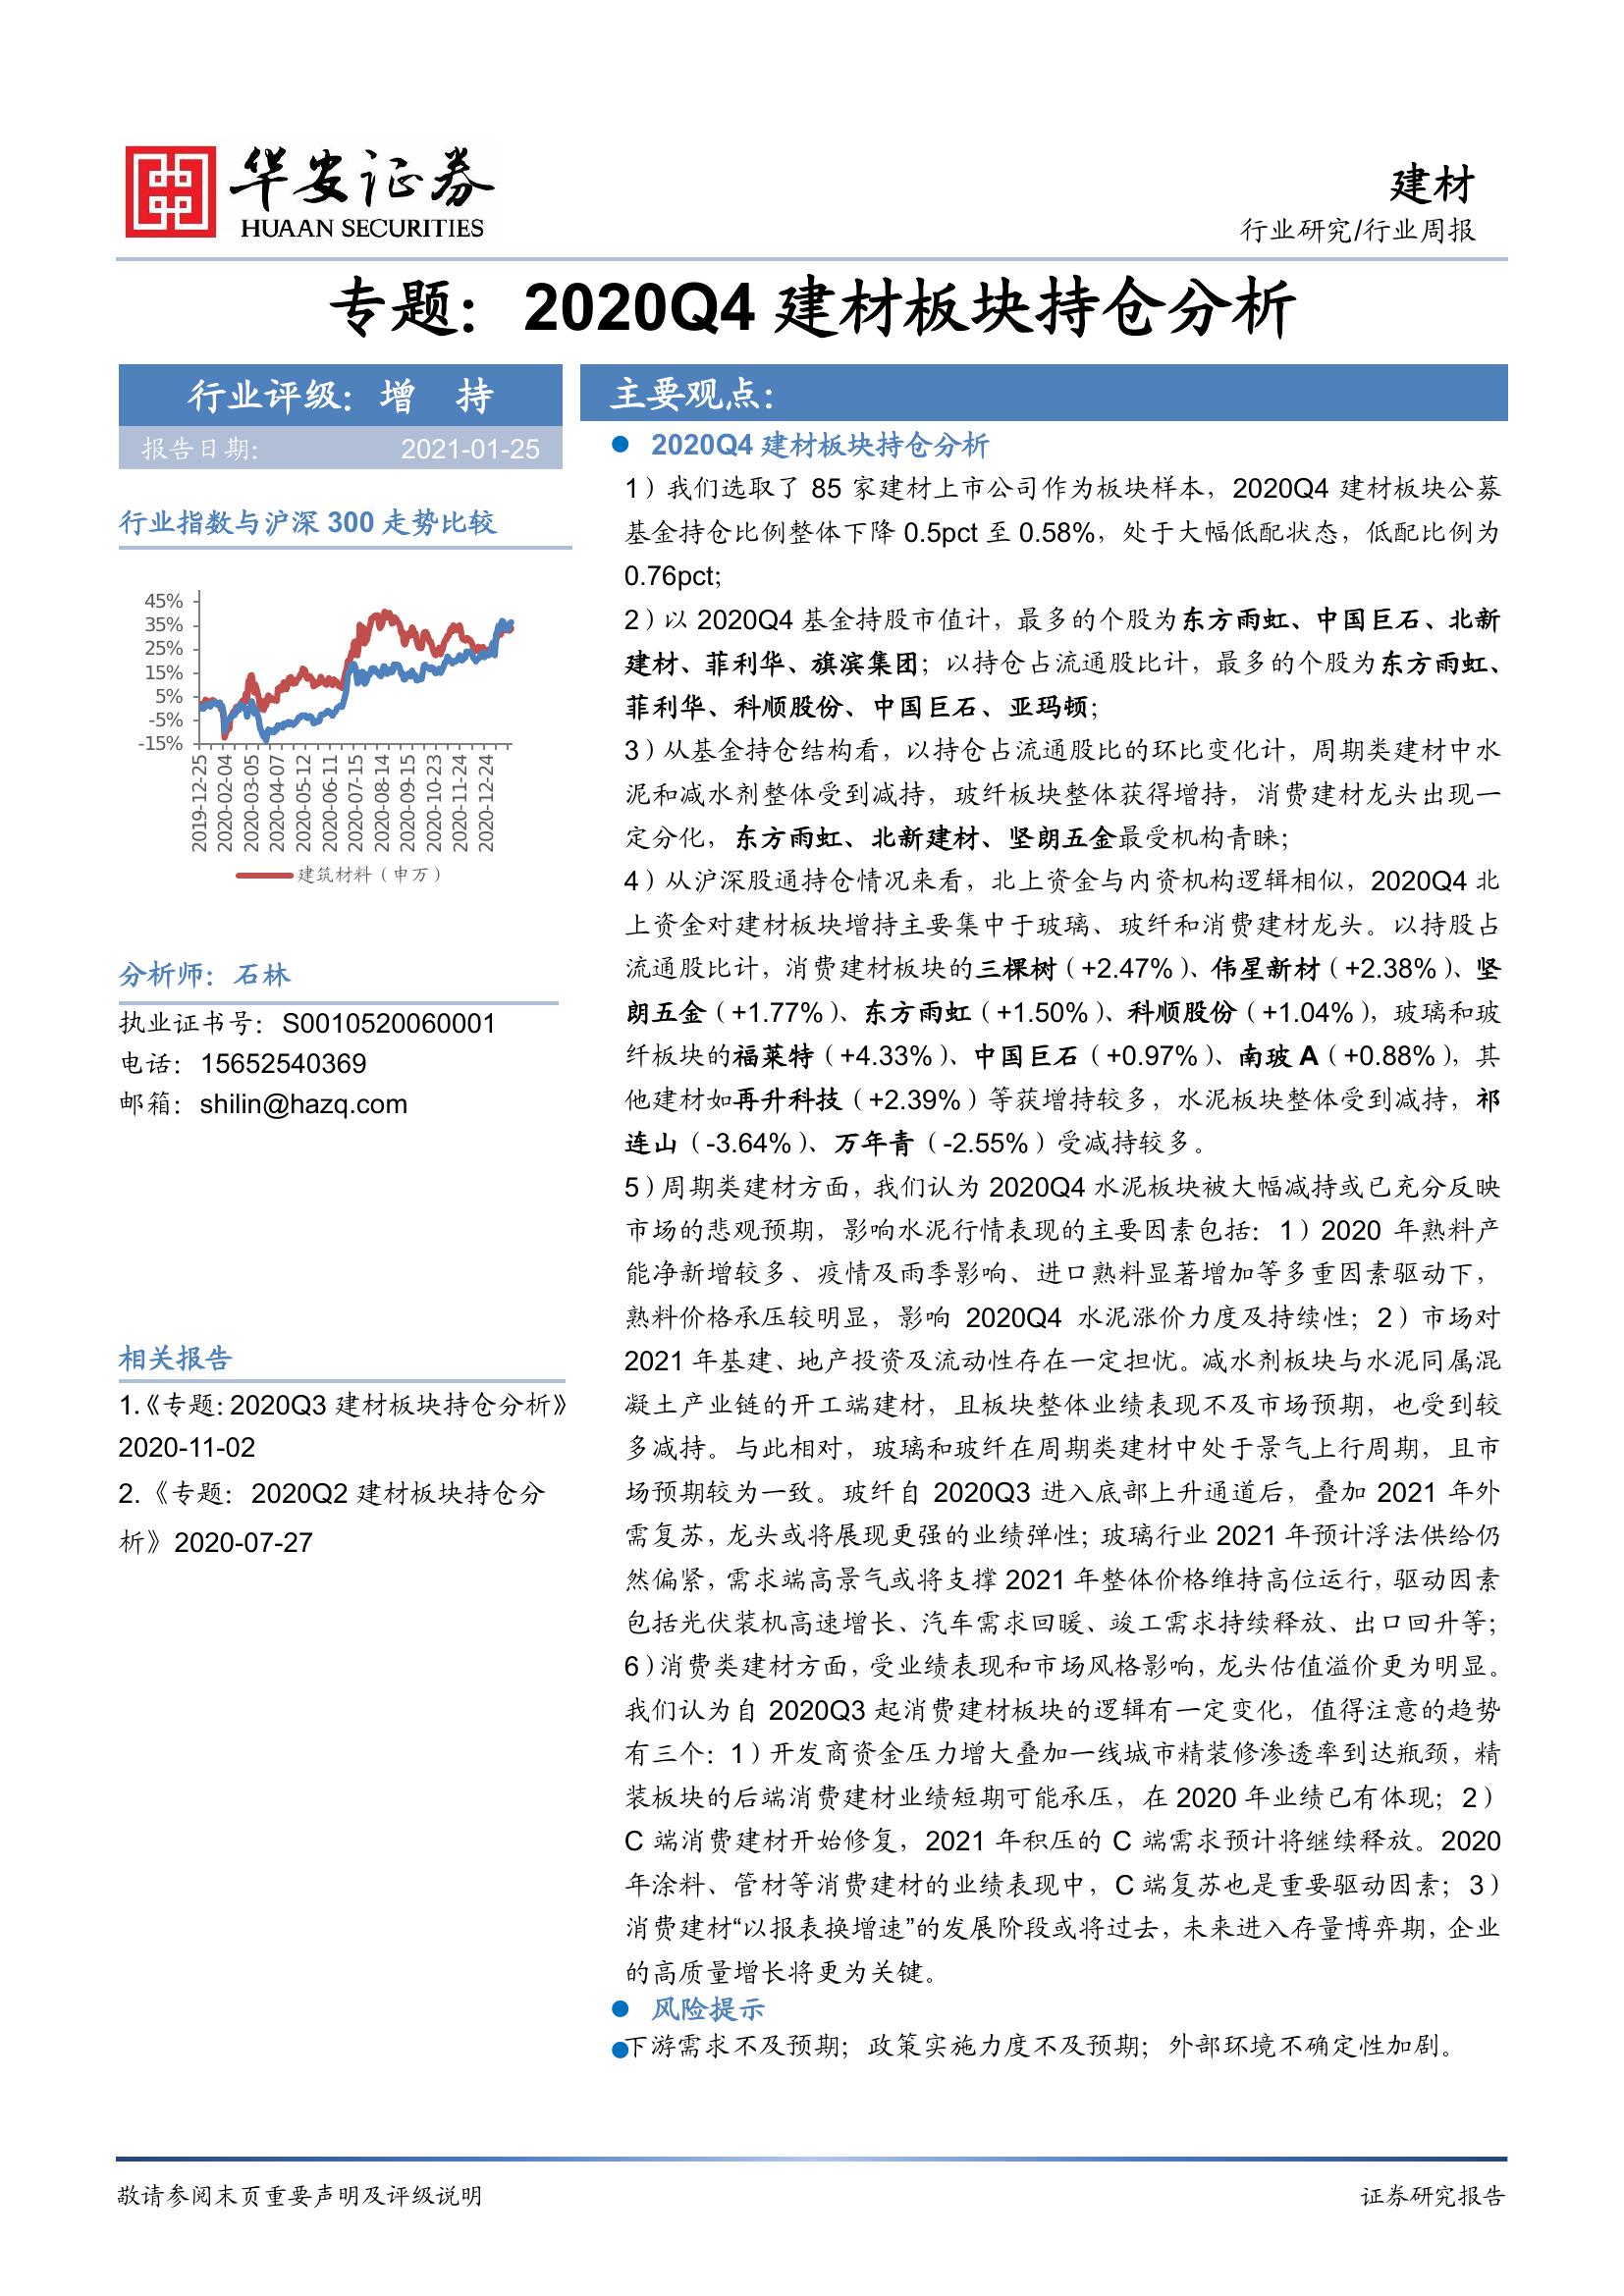 华安证券
HUAAN SECURITIES
建材
行业研究/行业周报
专题：2020Q4 建材板块持仓分析
行业评级：增 持
报告日期： 2021-01-25
行业指数与沪深 300 走势比较
45%
35%
25%
15%
5%
-5%
-15%
2019-12-25
2020-02-04
2020-03-05
2020-04-07
2020-05-12
2020-06-11
2020-07-15
2020-08-14
2020-09-15
2020-10-23
2020-11-24
2020-12-24
建筑材料（申万）
分析师：石林
执业证书号：S0010520060001
电话：15652540369
邮箱：shilin@hazq.com
相关报告
1.《专题：2020Q3 建材板块持仓分析》
2020-11-02
2.《专题：2020Q2 建材板块持仓分
析》2020-07-27
主要观点：
● 2020Q4 建材板块持仓分析
1）我们选取了 85 家建材上市公司作为板块样本，2020Q4 建材板块公募
基金持仓比例整体下降 0.5pct 至 0.58%，处于大幅低配状态，低配比例为
0.76pct；
2）以 2020Q4 基金持股市值计，最多的个股为东方雨虹、中国巨石、北新
建材、菲利华、旗滨集团；以持仓占流通股比计，最多的个股为东方雨虹、
菲利华、科顺股份、中国巨石、亚玛顿；
3）从基金持仓结构看，以持仓占流通股比的环比变化计，周期类建材中水
泥和减水剂整体受到减持，玻纤板块整体获得增持，消费建材龙头出现一
定分化，东方雨虹、北新建材、坚朗五金最受机构青睐；
4）从沪深股通持仓情况来看，北上资金与内资机构逻辑相似，2020Q4 北
上资金对建材板块增持主要集中于玻璃、玻纤和消费建材龙头。以持股占
流通股比计，消费建材板块的三棵树（+2.47%）、伟星新材（+2.38%）、坚
朗五金（+1.77%）、东方雨虹（+1.50%）、科顺股份（+1.04%），玻璃和玻
纤板块的福莱特（+4.33%）、中国巨石（+0.97%）、南玻 A（+0.88%），其
他建材如再升科技（+2.39%）等获增持较多，水泥板块整体受到减持，祁
连山（-3.64%）、万年青（-2.55%）受减持较多。
5）周期类建材方面，我们认为 2020Q4 水泥板块被大幅减持或已充分反映
市场的悲观预期，影响水泥行情表现的主要因素包括：1）2020 年熟料产
能净新增较多、疫情及雨季影响、进口熟料显著增加等多重因素驱动下，
熟料价格承压较明显，影响 2020Q4 水泥涨价力度及持续性；2）市场对
2021 年基建、地产投资及流动性存在一定担忧。减水剂板块与水泥同属混
凝土产业链的开工端建材，且板块整体业绩表现不及市场预期，也受到较
多减持。与此相对，玻璃和玻纤在周期类建材中处于景气上行周期，且市
场预期较为一致。玻纤自 2020Q3 进入底部上升通道后，叠加 2021 年外
需复苏，龙头或将展现更强的业绩弹性；玻璃行业 2021 年预计浮法供给仍
然偏紧，需求端高景气或将支撑 2021 年整体价格维持高位运行，驱动因素
包括光伏装机高速增长、汽车需求回暖、竣工需求持续释放、出口回升等；
6）消费类建材方面，受业绩表现和市场风格影响，龙头估值溢价更为明显。
我们认为自 2020Q3 起消费建材板块的逻辑有一定变化，值得注意的趋势
有三个：1）开发商资金压力增大叠加一线城市精装修渗透率到达瓶颈，精
装板块的后端消费建材业绩短期可能承压，在 2020 年业绩已有体现；2）
C 端消费建材开始修复，2021 年积压的 C 端需求预计将继续释放。2020
年涂料、管材等消费建材的业绩表现中，C 端复苏也是重要驱动因素；3）
消费建材“以报表换增速”的发展阶段或将过去，未来进入存量博弈期，企业
的高质量增长将更为关键。
● 风险提示
●下游需求不及预期；政策实施力度不及预期；外部环境不确定性加剧。
敬请参阅末页重要声明及评级说明
证券研究报告